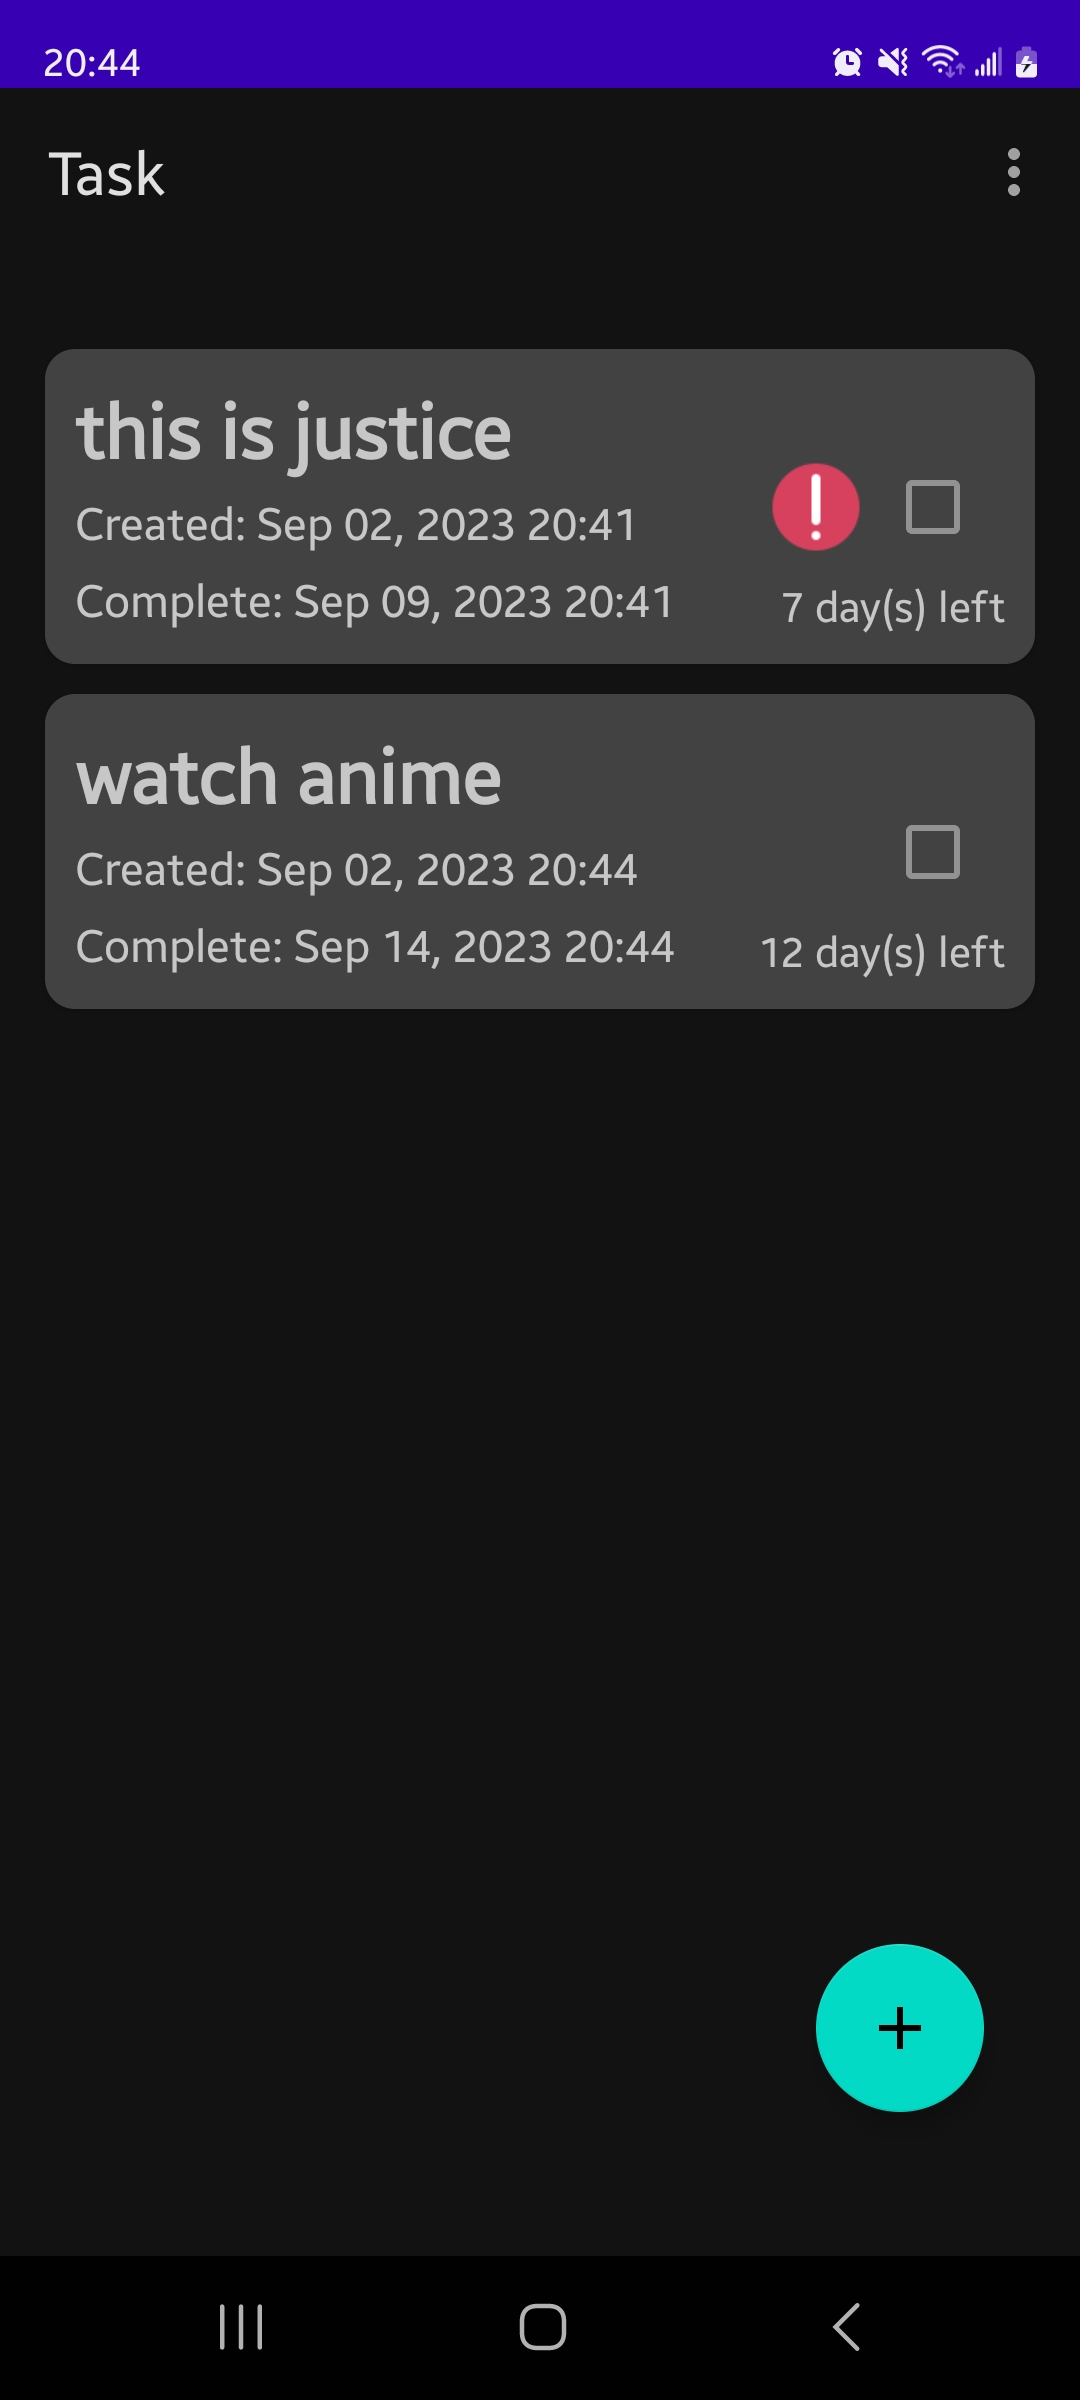 20:44
Task
this is justice
Created: Sep 02, 2023 20:41
Complete: Sep 09, 2023 20:41
7 day(s) left
watch anime
Created: Sep 02, 2023 20:44
Complete: Sep 14, 2023 20:44
12 day(s) left